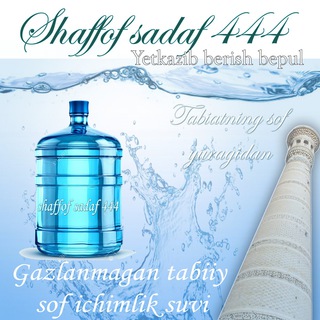 Shaffof sadaf 444
Yetkazib berish bepul
Tabiatning sof
yuragidan
shaffof sadaf 444
Gazlanmagan tabiiy
sof ichimlik suvi